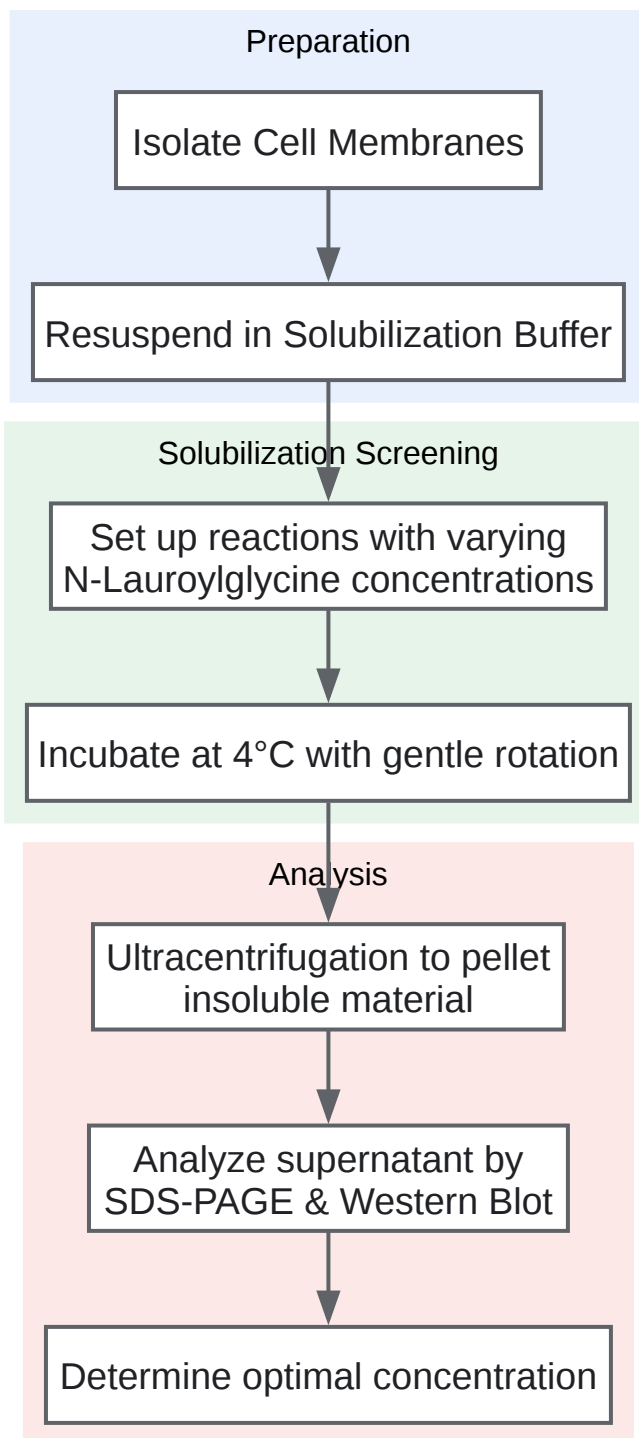 Preparation
Isolate Cell Membranes
Resuspend in Solubilization Buffer
Solubilization Screening
Set up reactions with varying
N-Lauroylglycine concentrations
Incubate at 4°C with gentle rotation
Analysis
Ultracentrifugation to pellet
insoluble material
Analyze supernatant by
SDS-PAGE & Western Blot
Determine optimal concentration